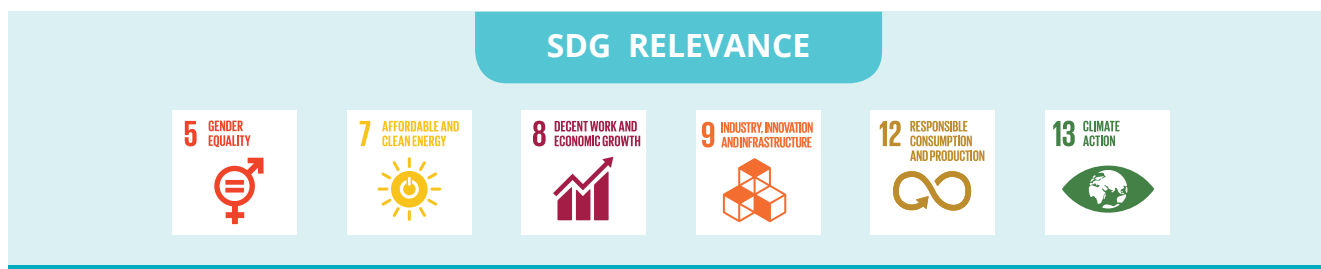 SDG RELEVANCE
5 GENDER
EQUALITY
7 AFFORDABLE AND
CLEAN ENERGY
8 DECENT WORK AND
ECONOMIC GROWTH
9 INDUSTRY, INNOVATION
AND INFRASTRUCTURE
12 RESPONSIBLE
CONSUMPTION
AND PRODUCTION
13 CLIMATE
ACTION